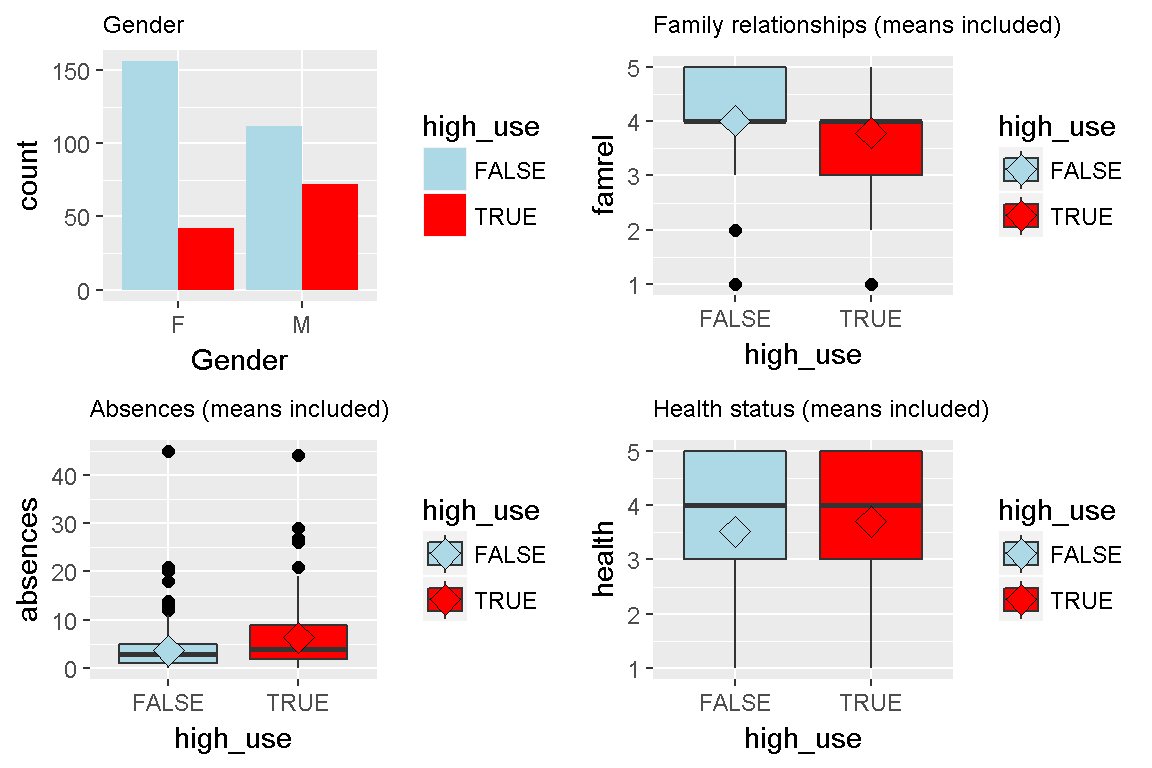 Gender
150
100
50
0
count
F M
Gender
high_use
FALSE
TRUE
Family relationships (means included)
5
4
3
2
1
famrel
FALSE TRUE
high_use
high_use
FALSE
TRUE
Absences (means included)
40
30
20
10
0
absences
FALSE TRUE
high_use
high_use
FALSE
TRUE
Health status (means included)
5
4
3
2
1
health
FALSE TRUE
high_use
high_use
FALSE
TRUE